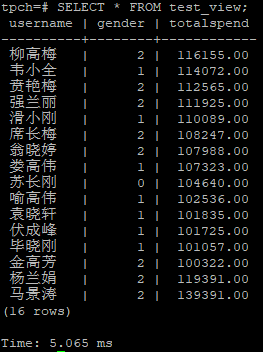 tpch=# SELECT * FROM test_view;
username | gender | totalspend
----------+--------+------------
柳高梅 | 2 | 116155.00
韦小全 | 1 | 114072.00
贲艳梅 | 2 | 112565.00
强兰丽 | 2 | 111925.00
滑小刚 | 1 | 110089.00
席长梅 | 2 | 108247.00
翁晓婷 | 2 | 107988.00
娄高伟 | 1 | 107323.00
苏长刚 | 0 | 104640.00
喻高伟 | 1 | 102536.00
袁晓轩 | 1 | 101835.00
伏成峰 | 1 | 101725.00
毕晓刚 | 1 | 101057.00
金高芳 | 2 | 100322.00
杨兰娟 | 2 | 119391.00
马景涛 | 2 | 139391.00
(16 rows)
Time: 5.065 ms